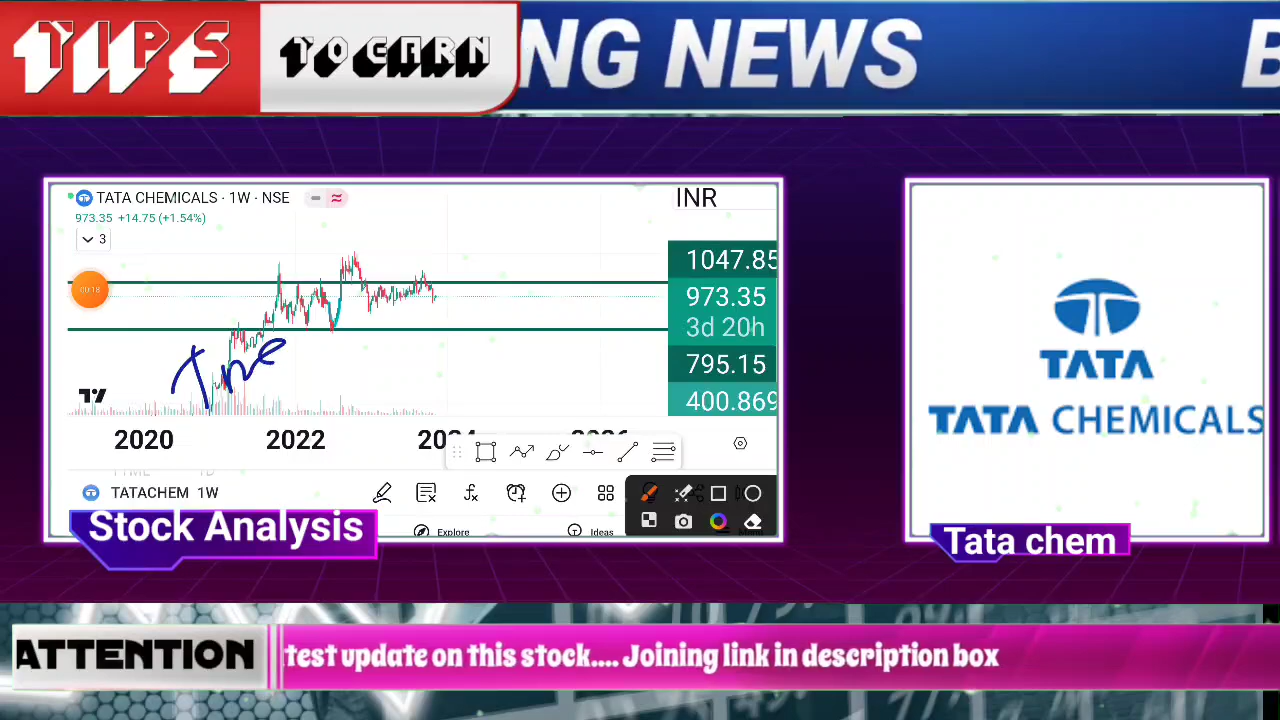 TIPS
TO EARN
NG NEWS
B
TATA CHEMICALS · 1W · NSE
973.35 +14.75 (+1.54%)
3
INR
1047.85
973.35
3d 20h
795.15
400.869
2020
2022
TATACHEM 1W
Explore
Ideas
Stock Analysis
TATA
TATA CHEMICALS
Tata chem
ATTENTION
test update on this stock.... Joining link in description box